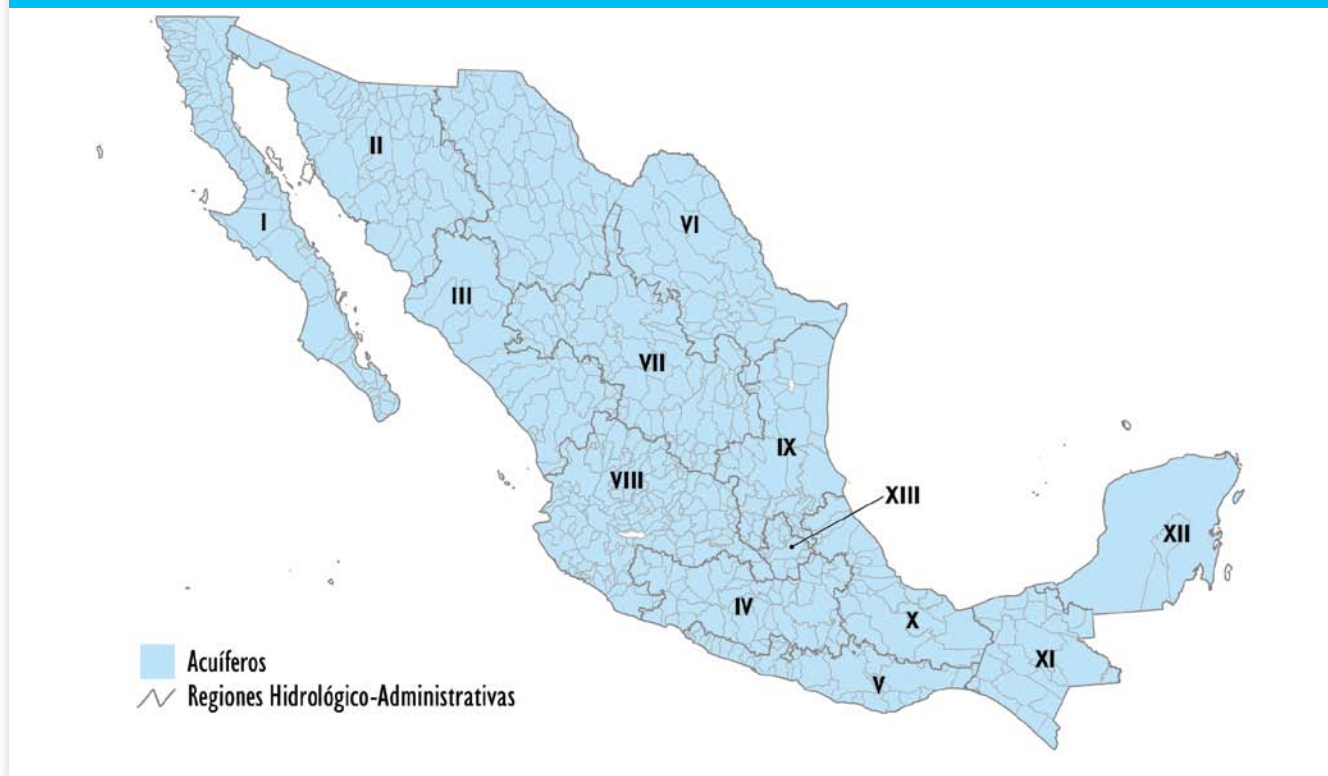 II
I
VI
III
VII
IX
VIII
XIII
XII
IV
X
XI
V
Acuíferos
Regiones Hidrológico-Administrativas